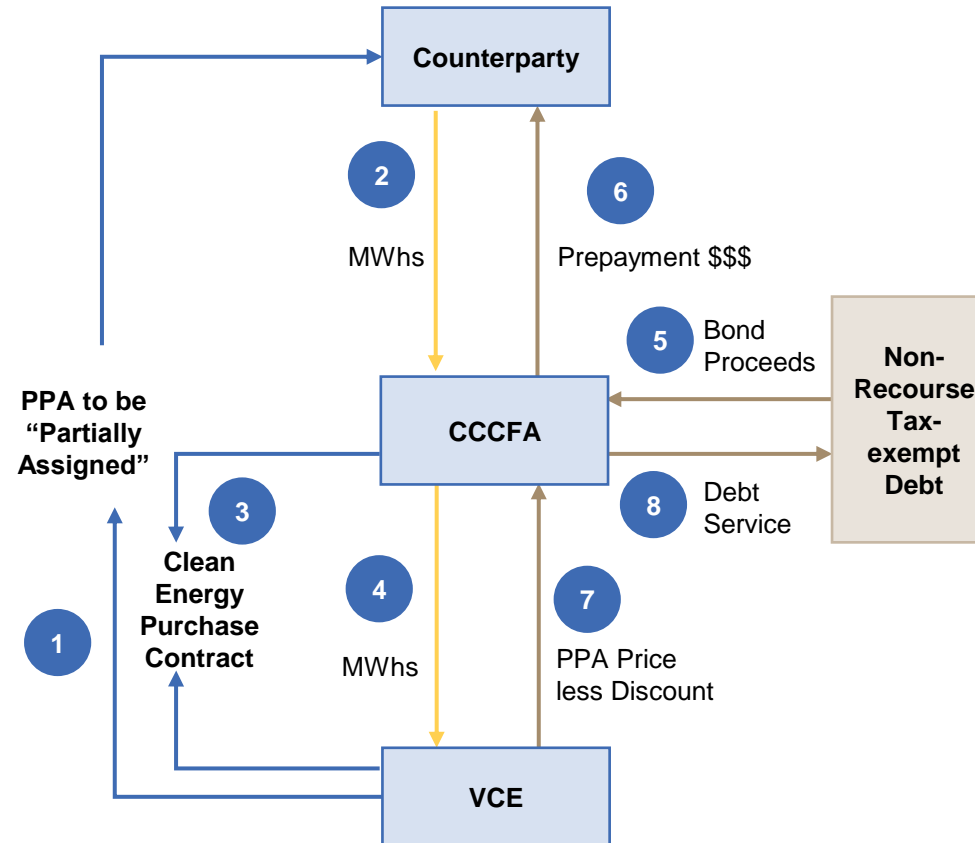 Counterparty
2
6
MWhs
Prepayment $$$
5
Bond
Proceeds
Non-
Recourse
Tax-
exempt
Debt
PPA to be
“Partially
Assigned”
CCCFA
3
8
Debt
Service
Clean
Energy
Purchase
Contract
4
7
1
MWhs
PPA Price
less Discount
VCE